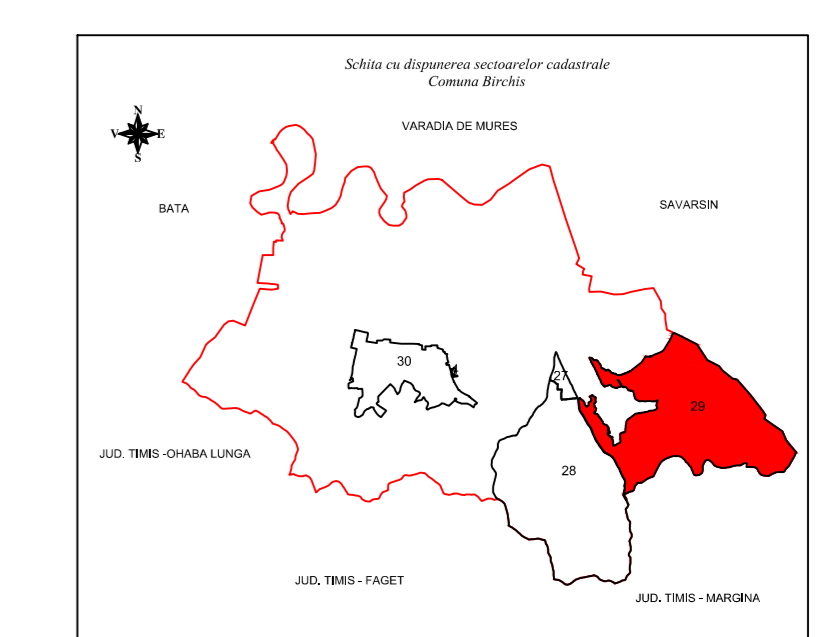 Schita cu dispunerea sectoarelor cadastrale
Comuna Birchis
N
V
E
S
VARADIA DE MURES
BATA
SAVARSIN
30
27
29
JUD. TIMIS -OHABA LUNGA
28
JUD. TIMIS - FAGET
JUD. TIMIS - MARGINA